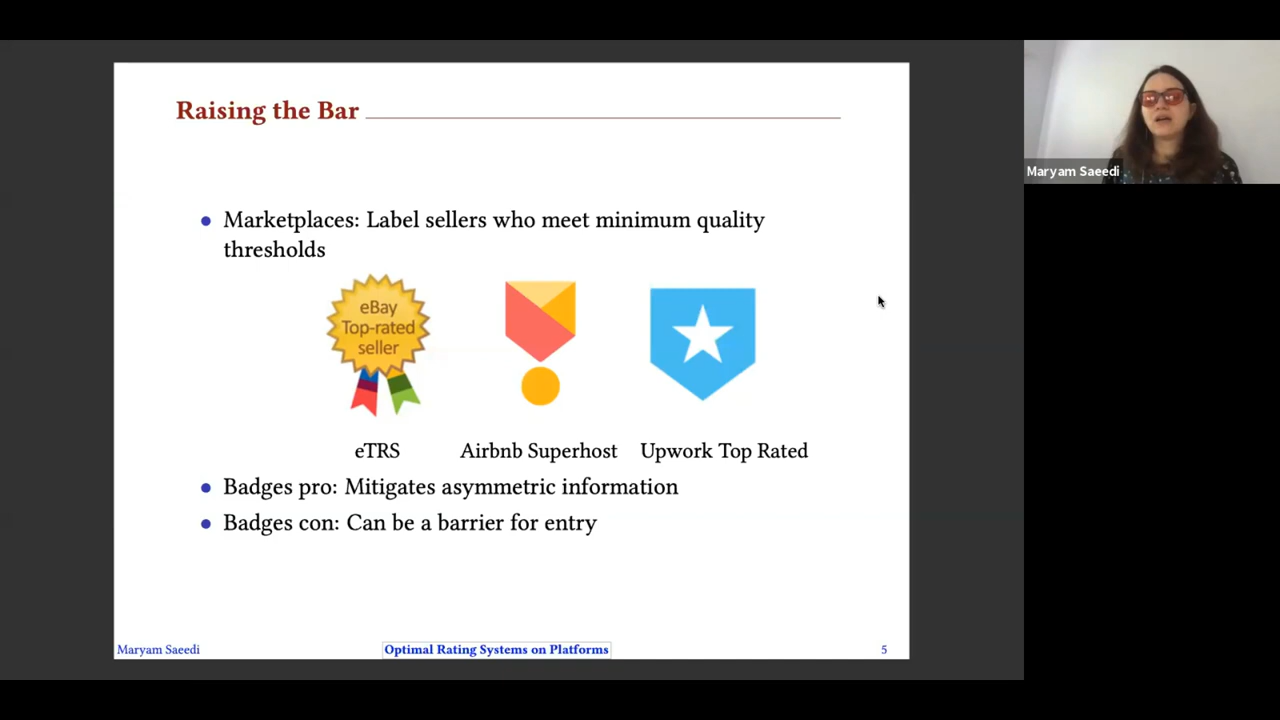 Raising the Bar
Maryam Saeedi
Marketplaces: Label sellers who meet minimum quality
thresholds
eBay
Top-rated
seller
eTRS
Airbnb Superhost
Upwork Top Rated
Badges pro: Mitigates asymmetric information
Badges con: Can be a barrier for entry
Maryam Saeedi
Optimal Rating Systems on Platforms
5